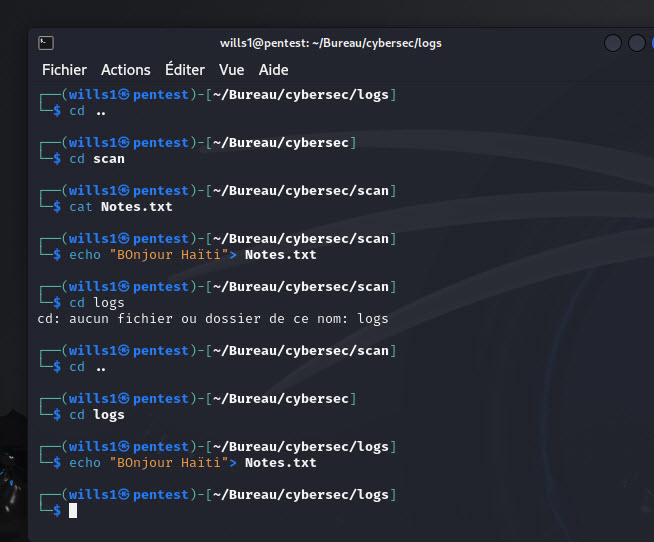 wills1@pentest: ~/Bureau/cybersec/logs
Fichier Actions Éditer Vue Aide
┌──(wills1㉿pentest)-[~/Bureau/cybersec/logs]
└─$ cd ..
┌──(wills1㉿pentest)-[~/Bureau/cybersec]
└─$ cd scan
┌──(wills1㉿pentest)-[~/Bureau/cybersec/scan]
└─$ cat Notes.txt
┌──(wills1㉿pentest)-[~/Bureau/cybersec/scan]
└─$ echo "BOnjour Haïti"> Notes.txt
┌──(wills1㉿pentest)-[~/Bureau/cybersec/scan]
└─$ cd logs
cd: aucun fichier ou dossier de ce nom: logs
┌──(wills1㉿pentest)-[~/Bureau/cybersec/scan]
└─$ cd ..
┌──(wills1㉿pentest)-[~/Bureau/cybersec]
└─$ cd logs
┌──(wills1㉿pentest)-[~/Bureau/cybersec/logs]
└─$ echo "BOnjour Haïti"> Notes.txt
┌──(wills1㉿pentest)-[~/Bureau/cybersec/logs]
└─$